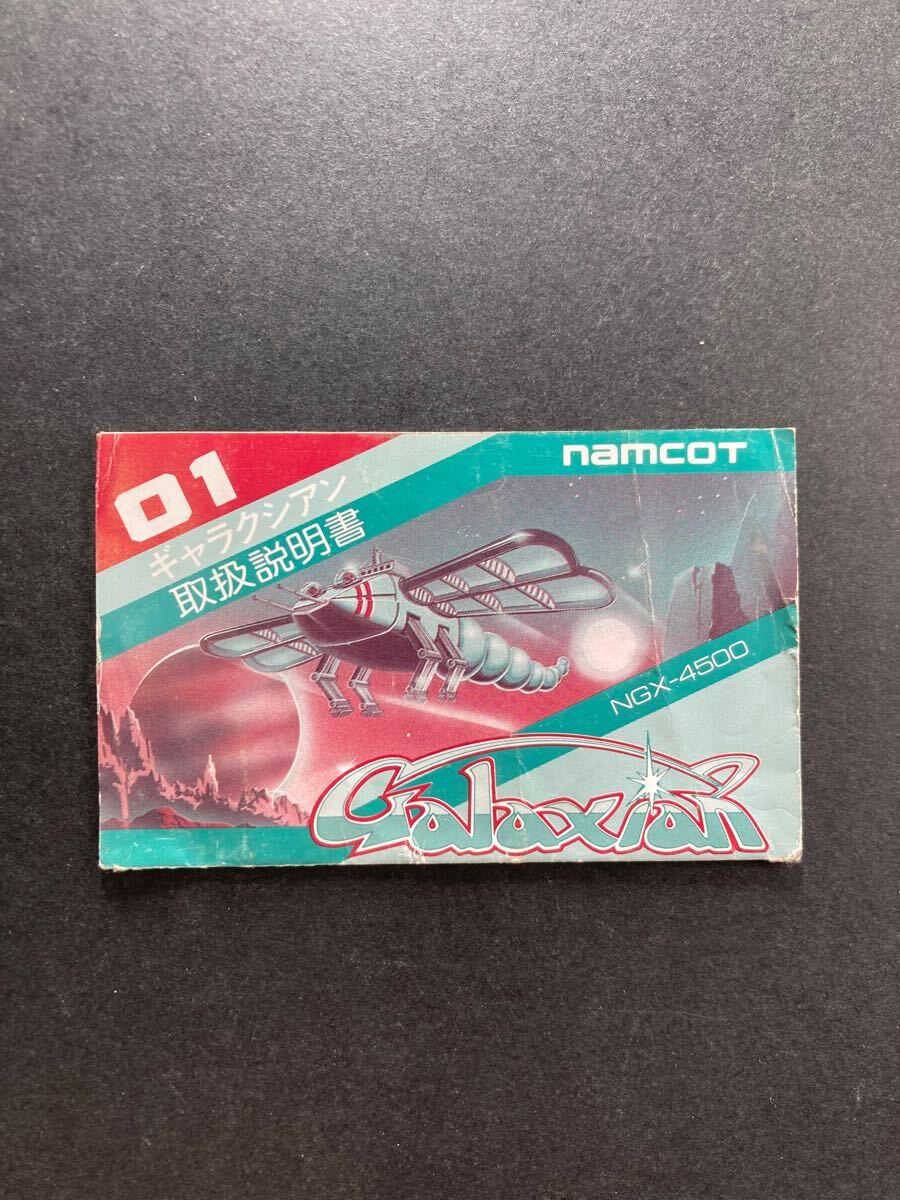 01
namcoT
ギャラクシアン
取扱説明書
NGX-4500
Galaxian